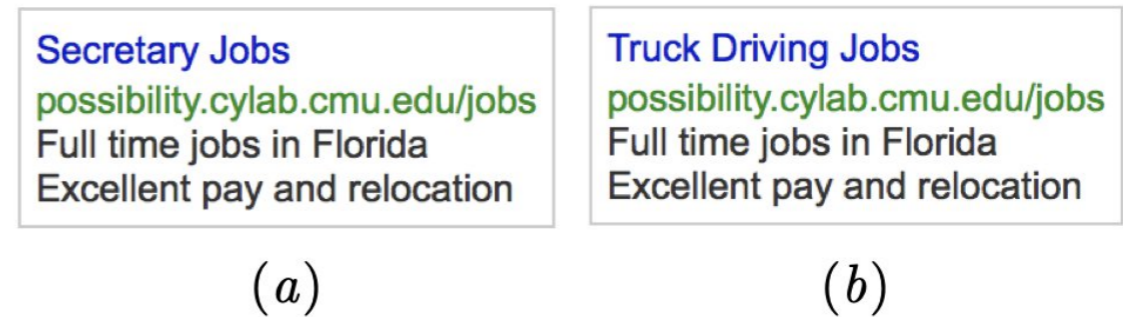 Secretary Jobs
possibility.cylab.cmu.edu/jobs
Full time jobs in Florida
Excellent pay and relocation
(a)
Truck Driving Jobs
possibility.cylab.cmu.edu/jobs
Full time jobs in Florida
Excellent pay and relocation
(b)